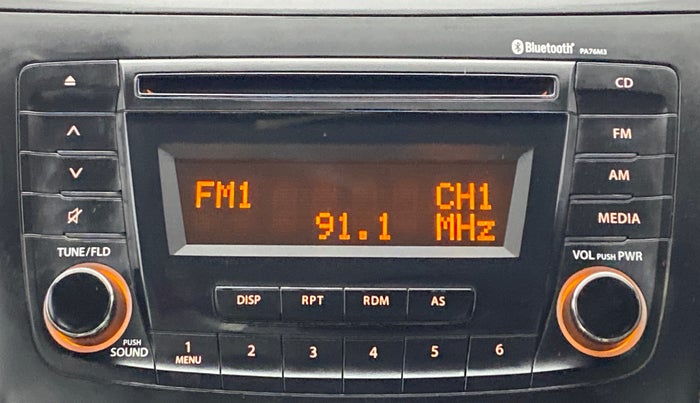 Bluetooth PA76M3
CD
FM
AM
MEDIA
FM1 CH1
91.1 MHz
TUNE/FLD
PUSH SOUND
VOL PUSH PWR
DISP RPT RDM AS
1 MENU 2 3 4 5 6